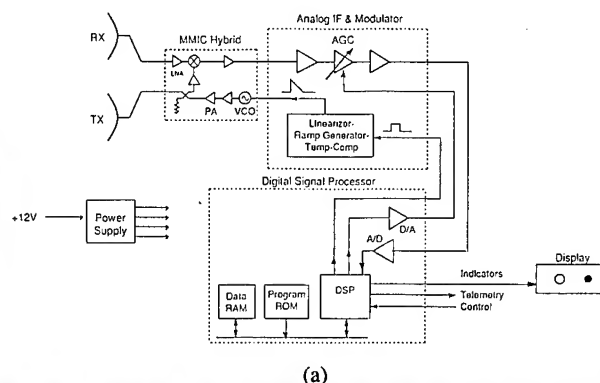 Analog IF & Modulator
RX
MMIC Hybrid
AGC
LNA
TX
PA
VCO
Linearizor-
Ramp Generator-
Temp-Comp
Digital Signal Processor
+12V
Power
Supply
D/A
A/D
Display
Data
RAM
Program
ROM
DSP
Indicators
Telemetry
Control
(a)